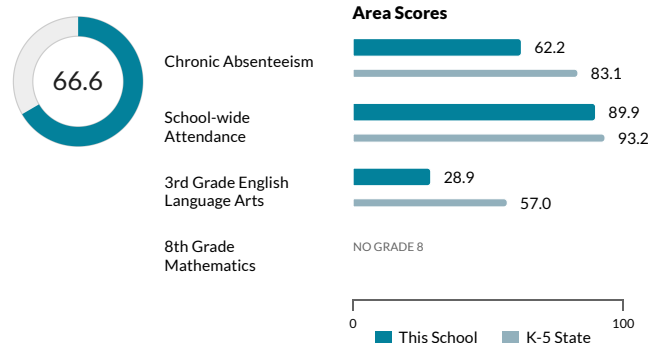 Area Scores
66.6
Chronic Absenteeism
62.2
83.1
School-wide
Attendance
89.9
93.2
3rd Grade English
Language Arts
28.9
57.0
8th Grade
Mathematics
NO GRADE 8
0
100
This School
K-5 State